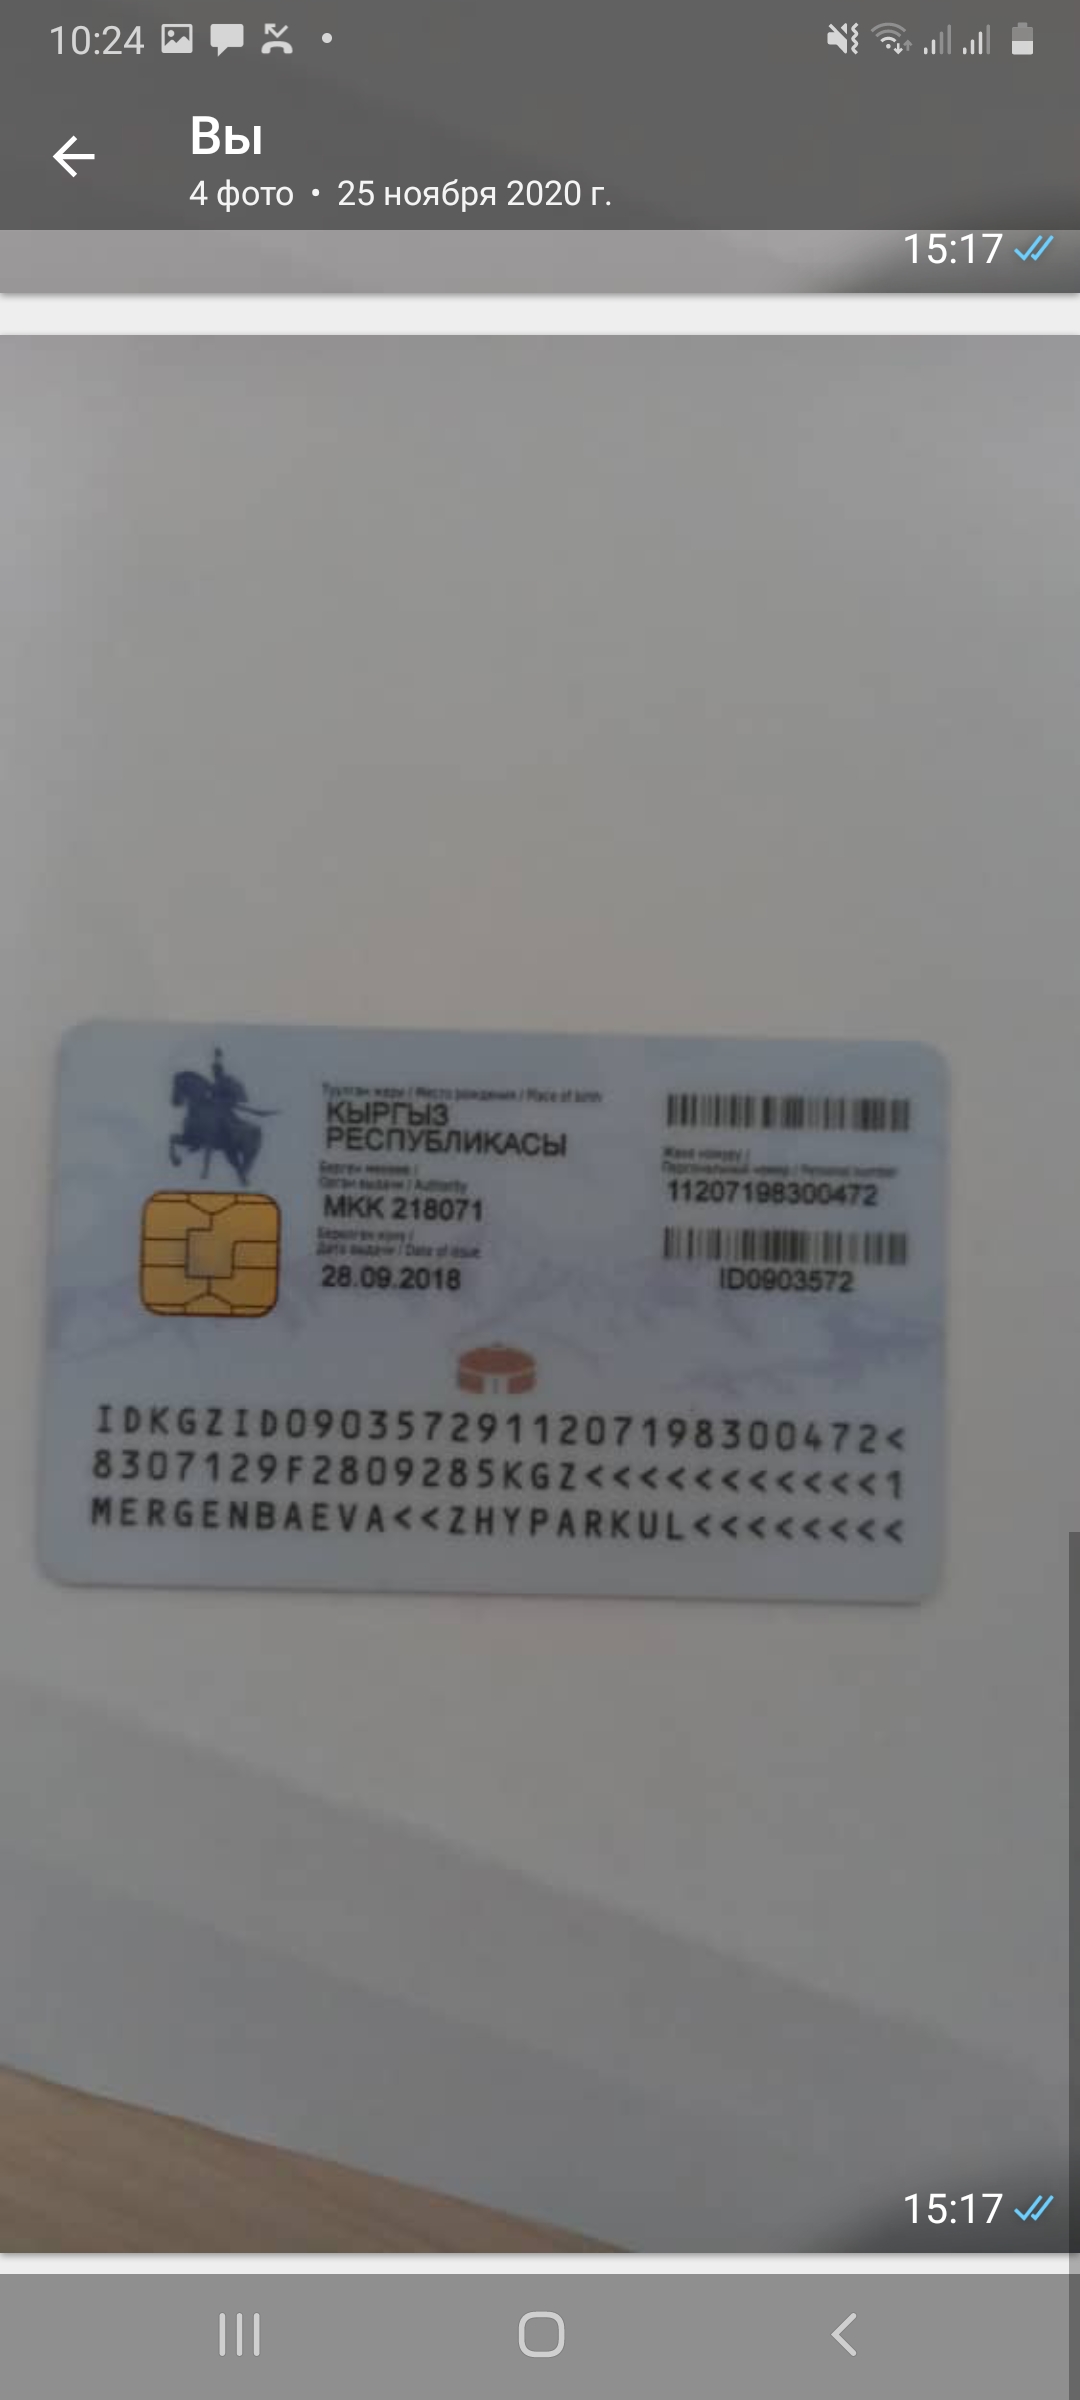 10:24
Вы
4 фото • 25 ноября 2020 г.
15:17
Туулган жери / Место рождения / Place of birth
КЫРГЫЗ
РЕСПУБЛИКАСЫ
Берген мекеме /
Орган выдачи / Authority
МКК 218071
Берилген күнү /
Дата выдачи / Date of issue
28.09.2018
Жеке номеру /
Персональный номер / Personal number
11207198300472
ID0903572
IDKGZID0903572911207198300472<
8307129F2809285KGZ<<<<<<<<<<<1
MERGENBAEVA<<ZHYPARKUL<<<<<<<<
15:17